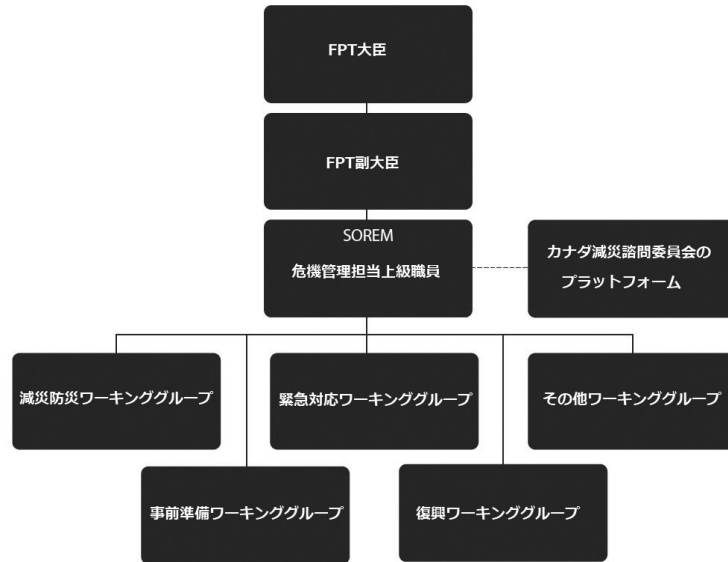 FPT大臣
FPT副大臣
SOREM
危機管理担当上級職員
カナダ減災諮問委員会の
プラットフォーム
減災防災ワーキンググループ
緊急対応ワーキンググループ
その他ワーキンググループ
事前準備ワーキンググループ
復興ワーキンググループ